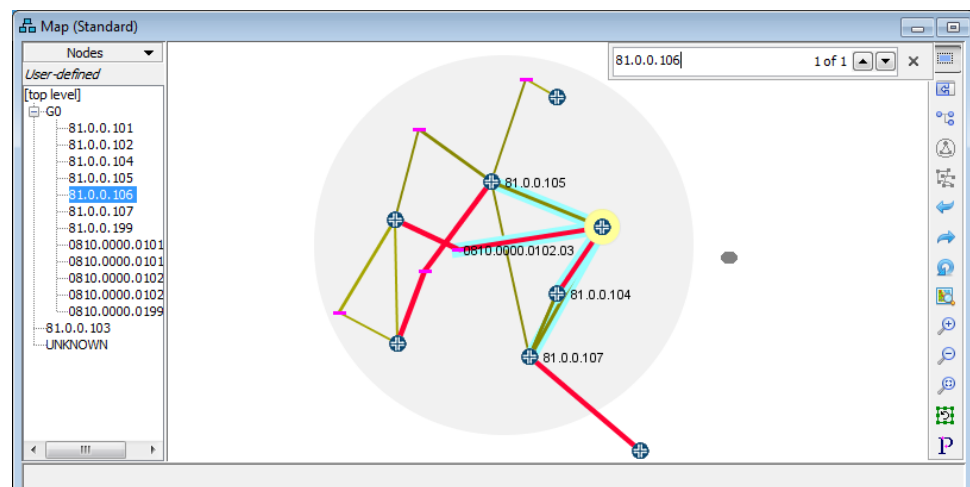 Map (Standard)
Nodes
User-defined
[top level]
G0
81.0.0.101
81.0.0.102
81.0.0.104
81.0.0.105
81.0.0.106
81.0.0.107
81.0.0.199
0810.0000.0101
0810.0000.0101
0810.0000.0102
0810.0000.0102
0810.0000.0199
81.0.0.103
UNKNOWN
81.0.0.106
1 of 1
81.0.0.105
0810.0000.0102.03
81.0.0.104
81.0.0.107
P